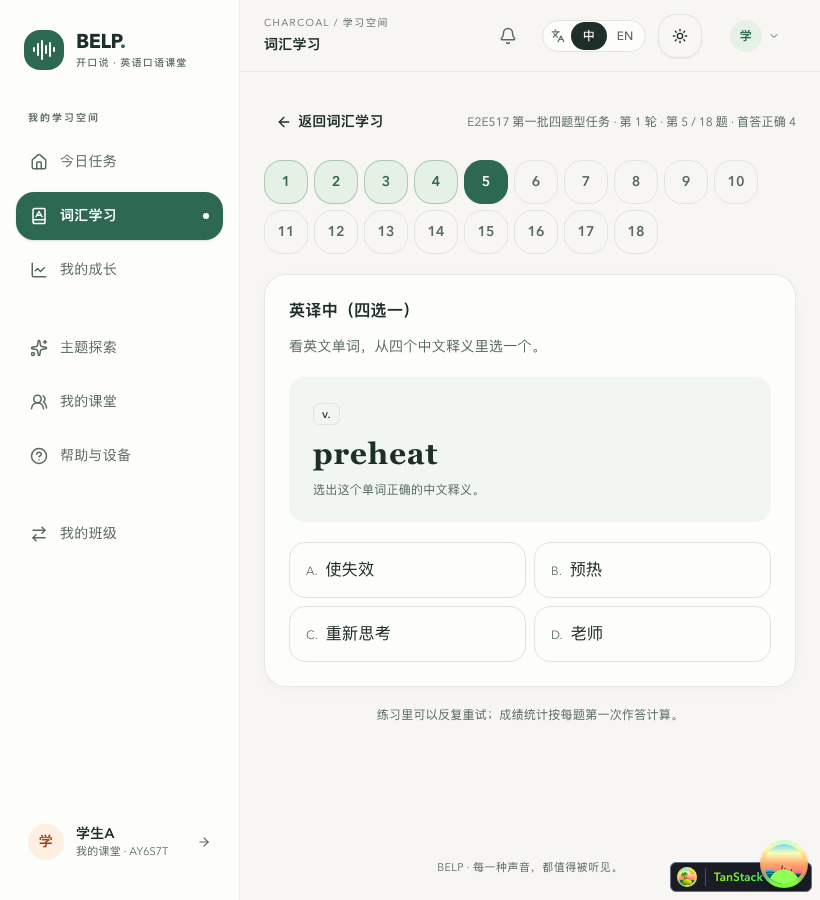 BELP.
开口说 · 英语口语课堂
我的学习空间
今日任务
词汇学习
我的成长
主题探索
我的课堂
帮助与设备
我的班级
学
学生A
我的课堂 · AY6S7T
CHARCOAL / 学习空间
词汇学习
中
EN
学
返回词汇学习
E2E517 第一批四题型任务 · 第 1 轮 · 第 5 / 18 题 · 首答正确 4
1 2 3 4 5 6 7 8 9 10
11 12 13 14 15 16 17 18
英译中（四选一）
看英文单词，从四个中文释义里选一个。
v.
preheat
选出这个单词正确的中文释义。
A. 使失效
B. 预热
C. 重新思考
D. 老师
练习里可以反复重试；成绩统计按每题第一次作答计算。
BELP · 每一种声音，都值得被听见。
TanStack